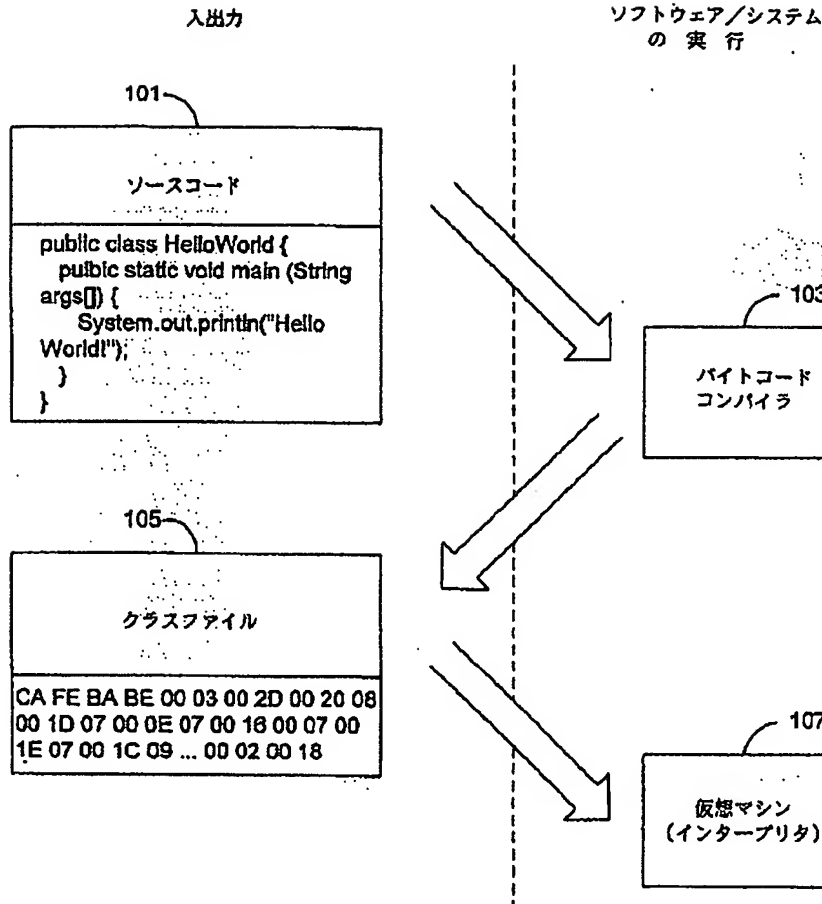 入出力
ソフトウェア/システム
の 実 行
101
ソースコード
public class HelloWorld {
pulbic static void main (String
args[]) {
System.out.println("Hello
World!");
}
}
103
バイトコード
コンパイラ
105
クラスファイル
CA FE BA BE 00 03 00 2D 00 20 08
00 1D 07 00 0E 07 00 16 00 07 00
1E 07 00 1C 09 ... 00 02 00 18
107
仮想マシン
(インタープリタ)